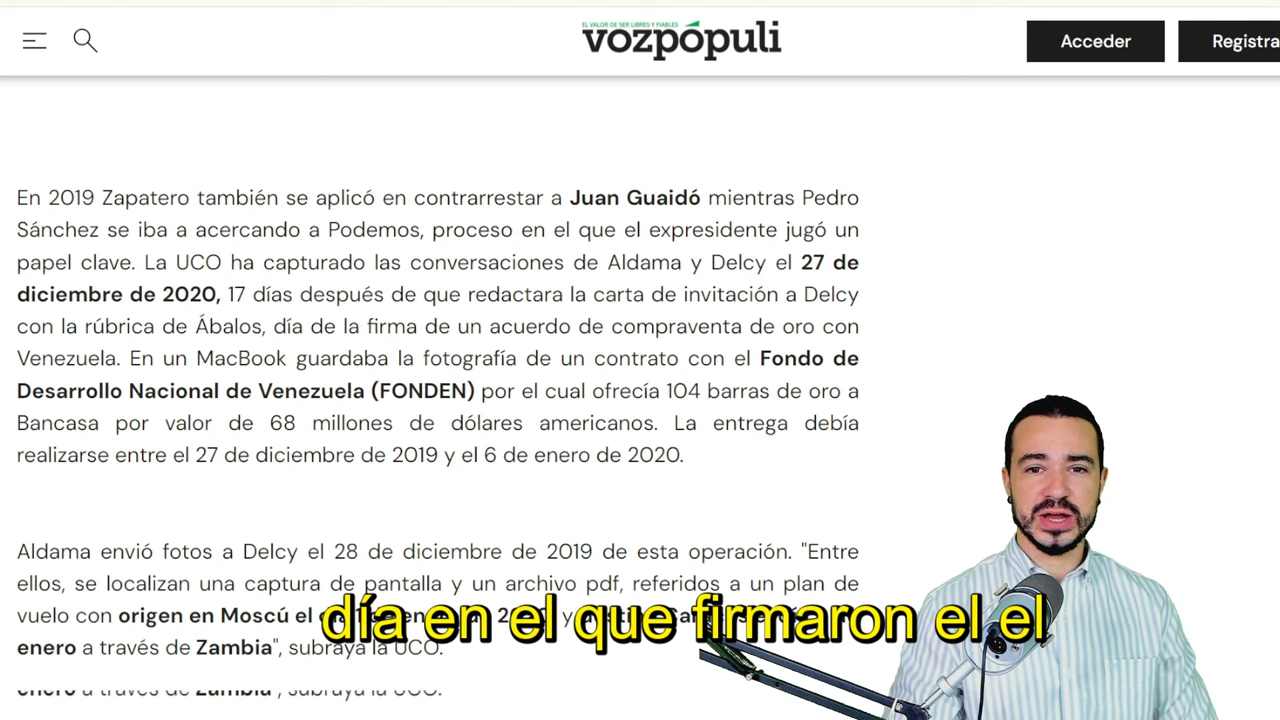 EL VALOR DE SER LIBRES Y FIABLES
vozpópuli
Acceder
Registra
En 2019 Zapatero también se aplicó en contrarrestar a Juan Guaidó mientras Pedro
Sánchez se iba a acercando a Podemos, proceso en el que el expresidente jugó un
papel clave. La UCO ha capturado las conversaciones de Aldama y Delcy el 27 de
diciembre de 2020, 17 días después de que redactara la carta de invitación a Delcy
con la rúbrica de Ábalos, día de la firma de un acuerdo de compraventa de oro con
Venezuela. En un MacBook guardaba la fotografía de un contrato con el Fondo de
Desarrollo Nacional de Venezuela (FONDEN) por el cual ofrecía 104 barras de oro a
Bancasa por valor de 68 millones de dólares americanos. La entrega debía
realizarse entre el 27 de diciembre de 2019 y el 6 de enero de 2020.
Aldama envió fotos a Delcy el 28 de diciembre de 2019 de esta operación. "Entre
ellos, se localizan una captura de pantalla y un archivo pdf, referidos a un plan de
vuelo con origen en Moscú el
día en el que firmaron el el
enero a través de Zambia", subraya la UCO.
enero a través de Zambia", subraya la UCO.